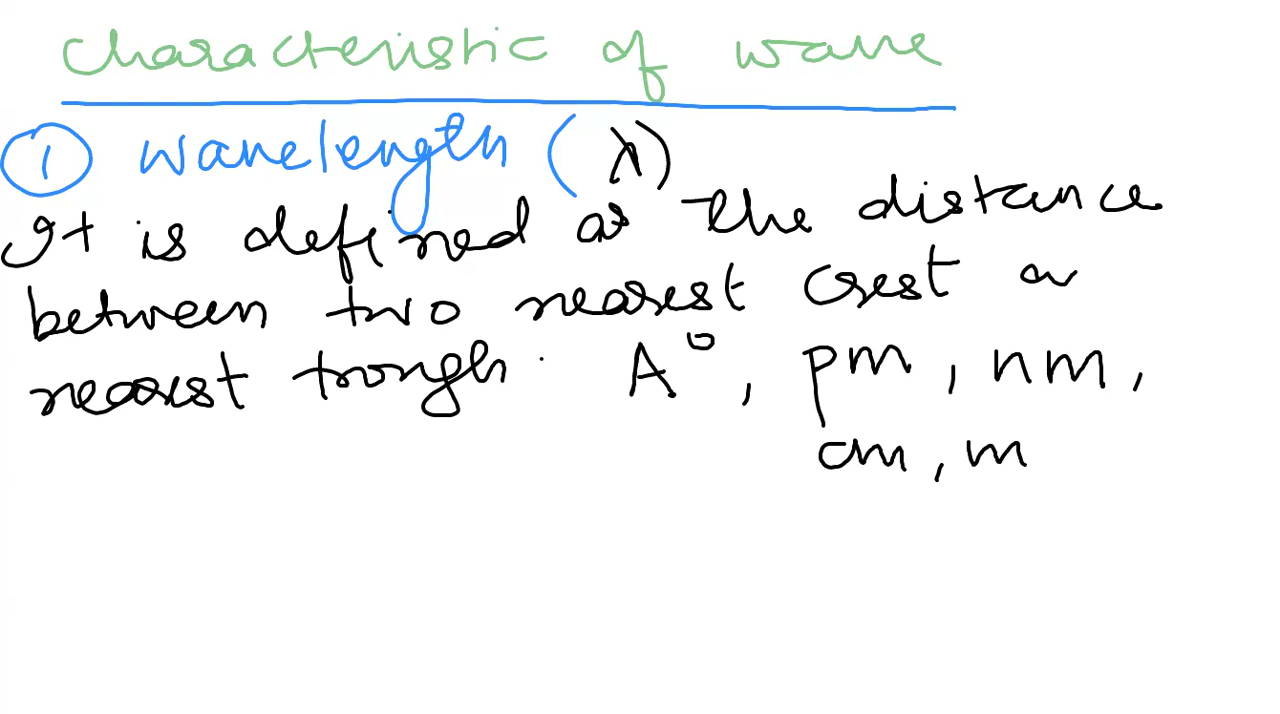 characteristic of wave
① wavelength (λ)
It is defined as the distance
between two nearest crest or
nearest trough. A°, pm, nm,
cm, m